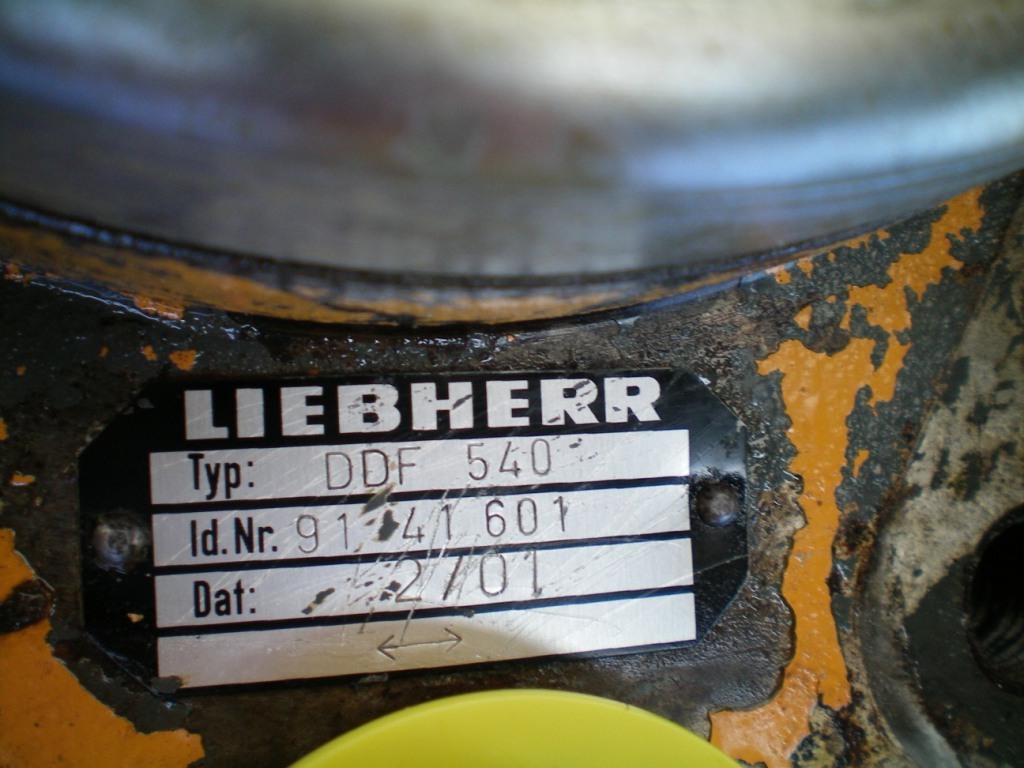 LIEBHERR
Typ: DDF 540
Id.Nr. 91 41 601
Dat: 2/01